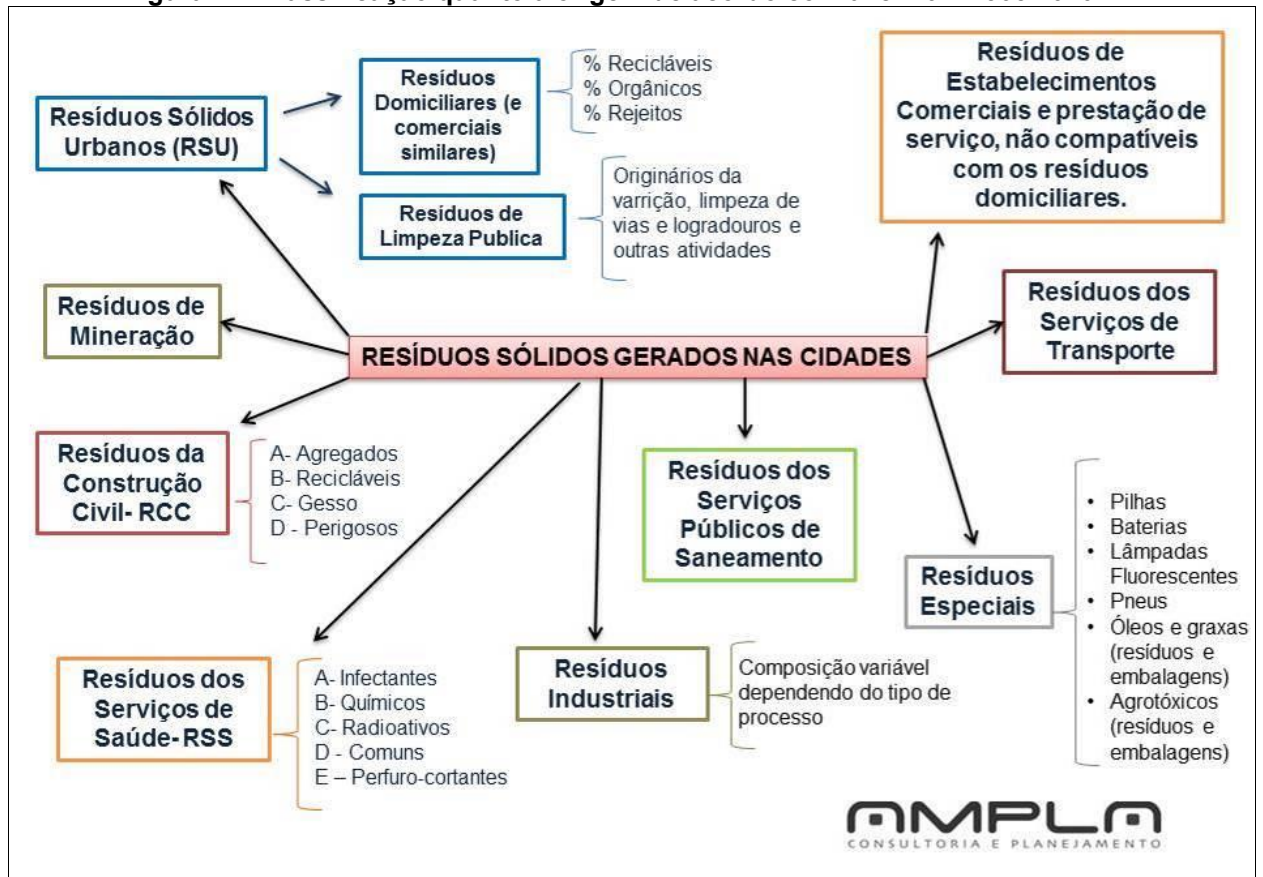 Resíduos Sólidos
Urbanos (RSU)
Resíduos
Domiciliares (e
comerciais
similares)
% Recicláveis
% Orgânicos
% Rejeitos
Resíduos de
Limpeza Publica
Originários da
varrição, limpeza de
vias e logradouros e
outras atividades
Resíduos de
Estabelecimentos
Comerciais e prestação de
serviço, não compatíveis
com os resíduos
domiciliares.
Resíduos de
Mineração
RESÍDUOS SÓLIDOS GERADOS NAS CIDADES
Resíduos dos
Serviços de
Transporte
Resíduos da
Construção
Civil- RCC
A- Agregados
B- Recicláveis
C- Gesso
D - Perigosos
Resíduos dos
Serviços
Públicos de
Saneamento
Resíduos
Especiais
• Pilhas
• Baterias
• Lâmpadas
Fluorescentes
• Pneus
• Óleos e graxas
(resíduos e
embalagens)
• Agrotóxicos
(resíduos e
embalagens)
Resíduos dos
Serviços de
Saúde- RSS
A- Infectantes
B- Químicos
C- Radioativos
D - Comuns
E – Perfuro-cortantes
Resíduos
Industriais
Composição variável
dependendo do tipo de
processo
AMPLA
CONSULTORIA E PLANEJAMENTO